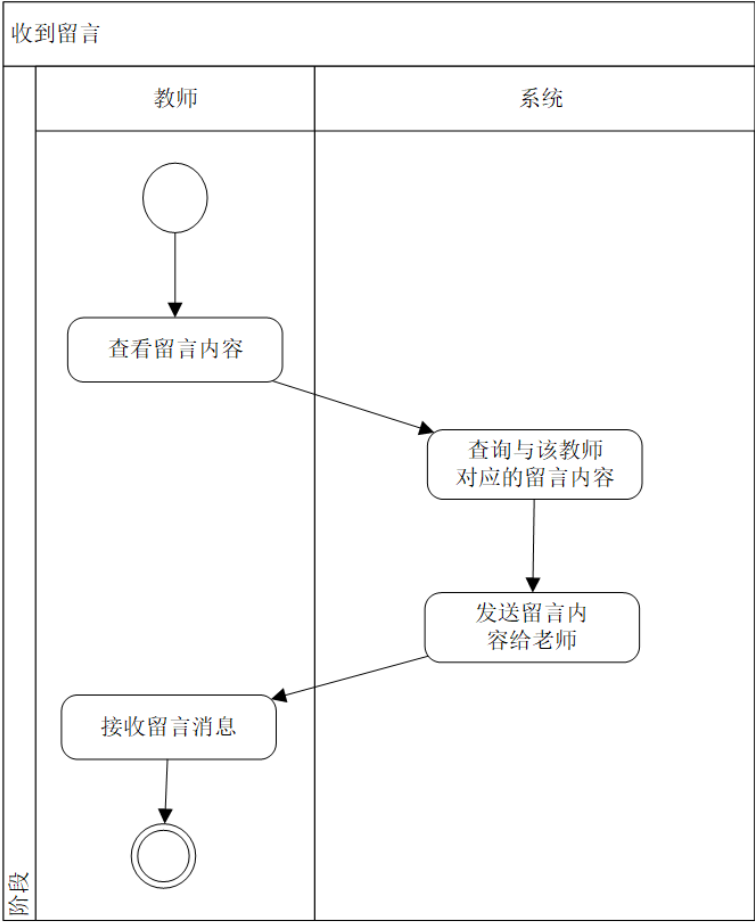 收到留言
教师
系统
查看留言内容
查询与该教师
对应的留言内容
发送留言内
容给老师
接收留言消息
阶段